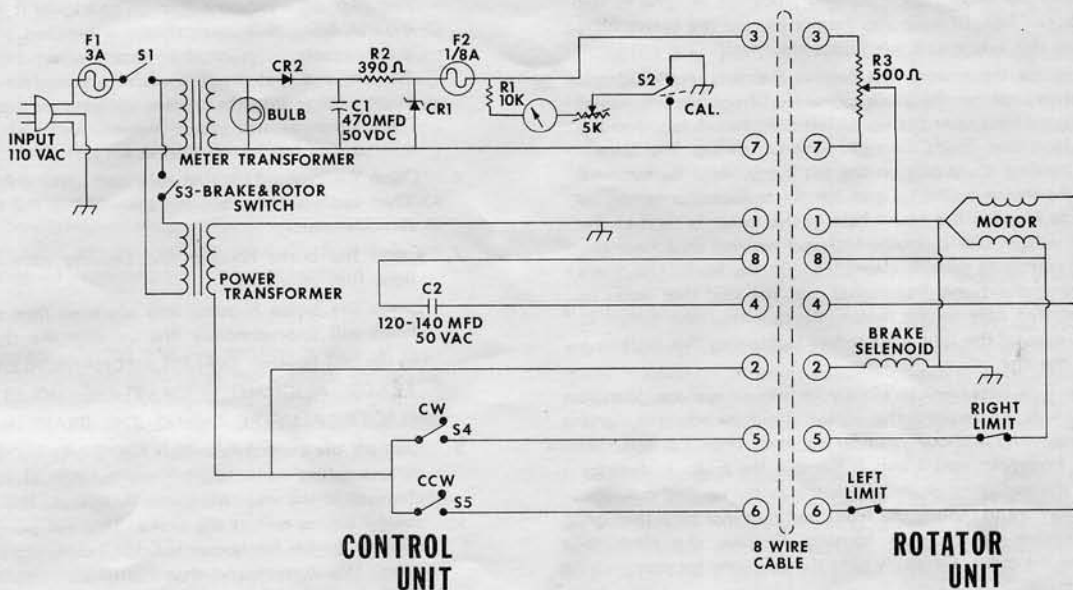 F1
3A
S1
INPUT
110 VAC
CR2
BULB
METER TRANSFORMER
C1
470MFD
50VDC
R2
390Ω
CR1
F2
1/8A
R1
10K
5K
S2
CAL.
S3-BRAKE&ROTOR
SWITCH
POWER
TRANSFORMER
C2
120-140 MFD
50 VAC
CW
S4
CCW
S5
CONTROL
UNIT
3
7
1
8
4
2
5
6
8 WIRE
CABLE
3
7
1
8
4
2
5
6
R3
500Ω
MOTOR
BRAKE
SELENOID
RIGHT
LIMIT
LEFT
LIMIT
ROTATOR
UNIT